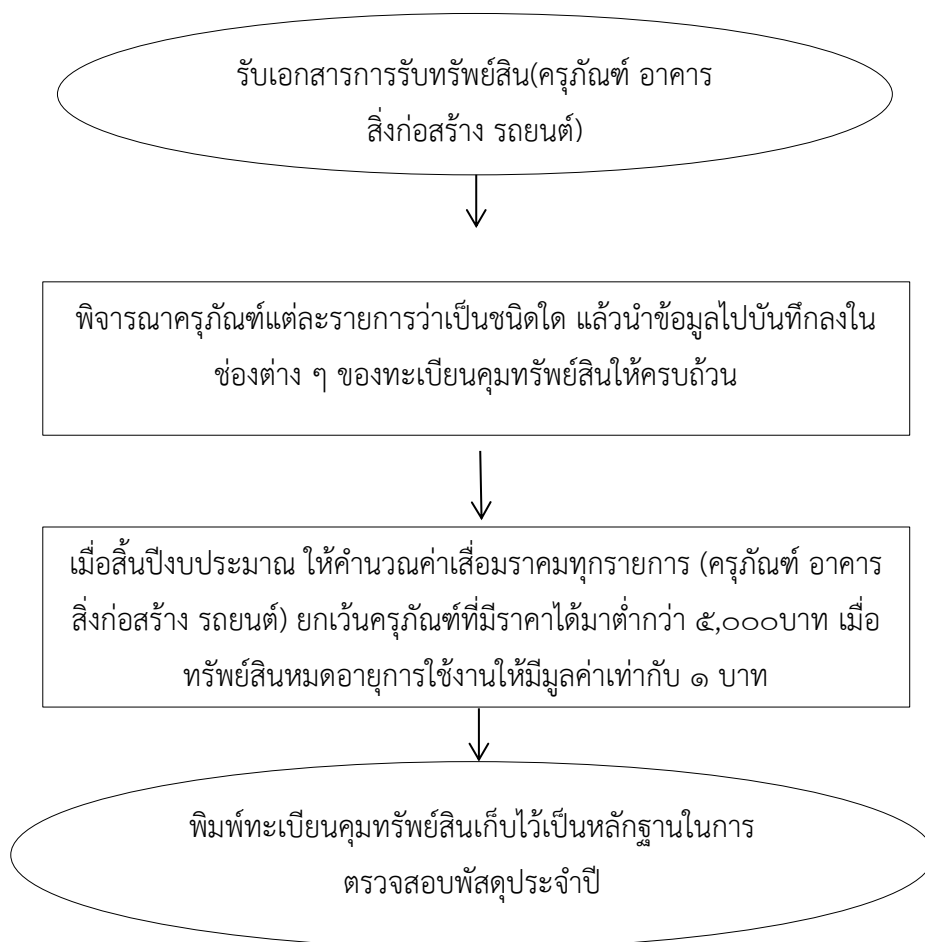 รับเอกสารการรับทรัพย์สิน(ครุภัณฑ์ อาคาร
สิ่งก่อสร้าง รถยนต์)
พิจารณาครุภัณฑ์แต่ละรายการว่าเป็นชนิดใด แล้วนำข้อมูลไปบันทึกลงใน
ช่องต่าง ๆ ของทะเบียนคุมทรัพย์สินให้ครบถ้วน
เมื่อสิ้นปีงบประมาณ ให้คำนวณค่าเสื่อมราคมทุกรายการ (ครุภัณฑ์ อาคาร
สิ่งก่อสร้าง รถยนต์) ยกเว้นครุภัณฑ์ที่มีราคาได้มาต่ำกว่า ๕,๐๐๐บาท เมื่อ
ทรัพย์สินหมดอายุการใช้งานให้มีมูลค่าเท่ากับ ๑ บาท
พิมพ์ทะเบียนคุมทรัพย์สินเก็บไว้เป็นหลักฐานในการ
ตรวจสอบพัสดุประจำปี